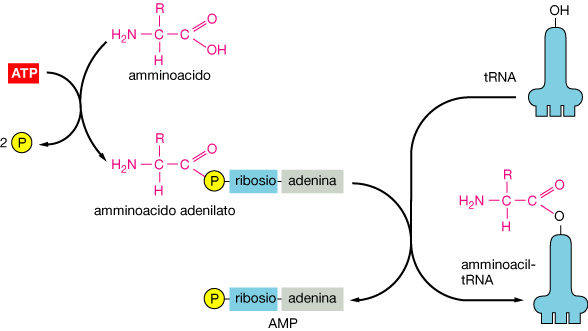 R
O
H₂N–C–C
OH
H
amminoacido
ATP
2 P
R
O
H₂N–C–C
H
P ribosio adenina
amminoacido adenilato
OH
tRNA
R
O
H₂N–C–C
H
O
amminoacil-
tRNA
P ribosio adenina
AMP